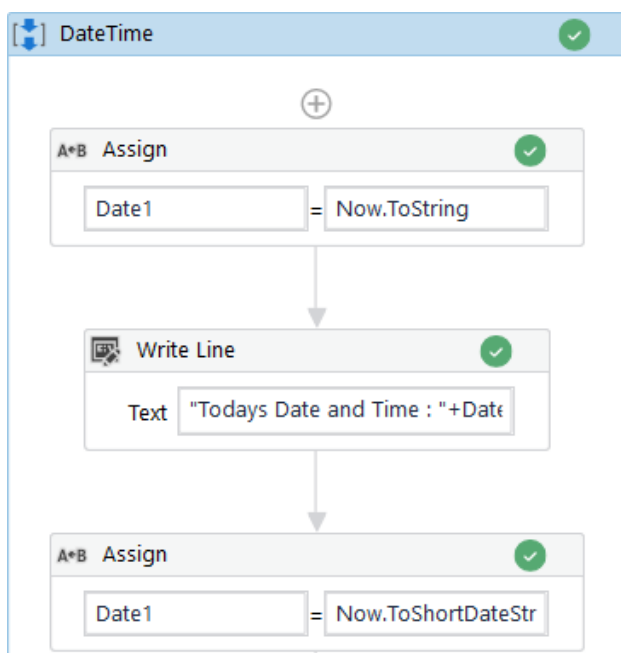 DateTime
A←B Assign
Date1 = Now.ToString
Write Line
Text "Todays Date and Time : "+Date
A←B Assign
Date1 = Now.ToShortDateStr